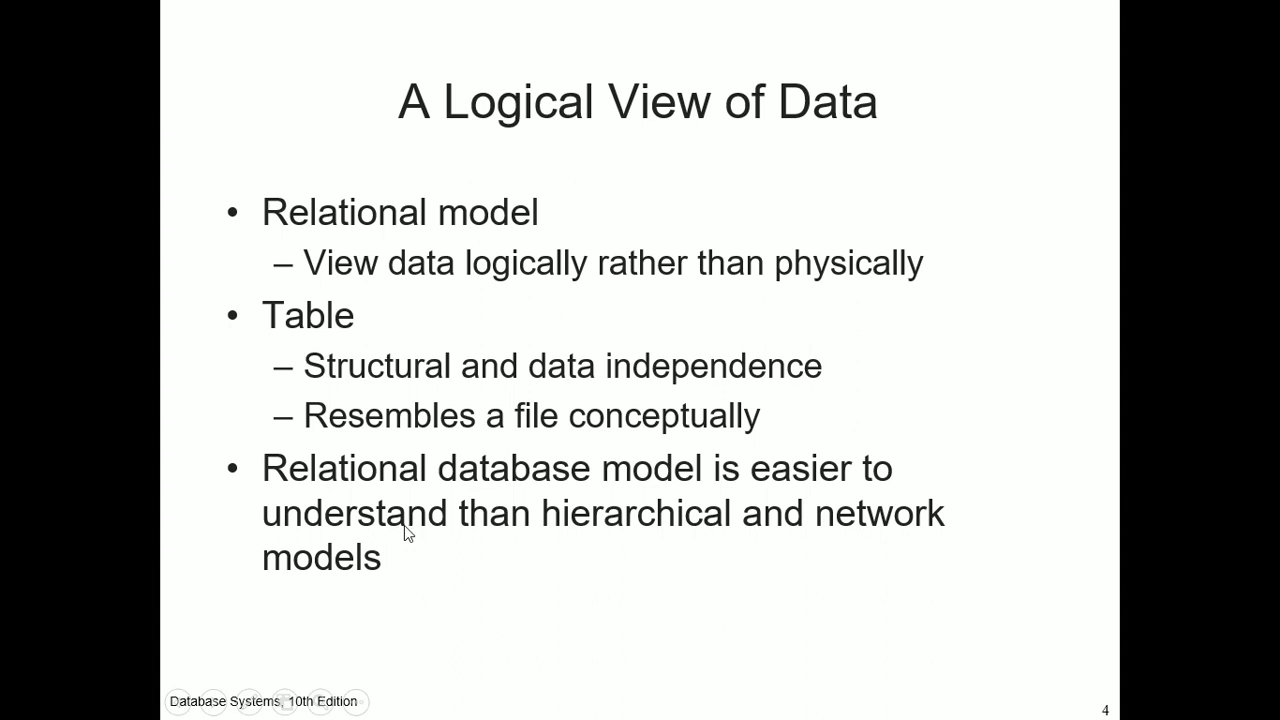 A Logical View of Data
• Relational model
– View data logically rather than physically
• Table
– Structural and data independence
– Resembles a file conceptually
• Relational database model is easier to
understand than hierarchical and network
models
Database Systems, 10th Edition
4